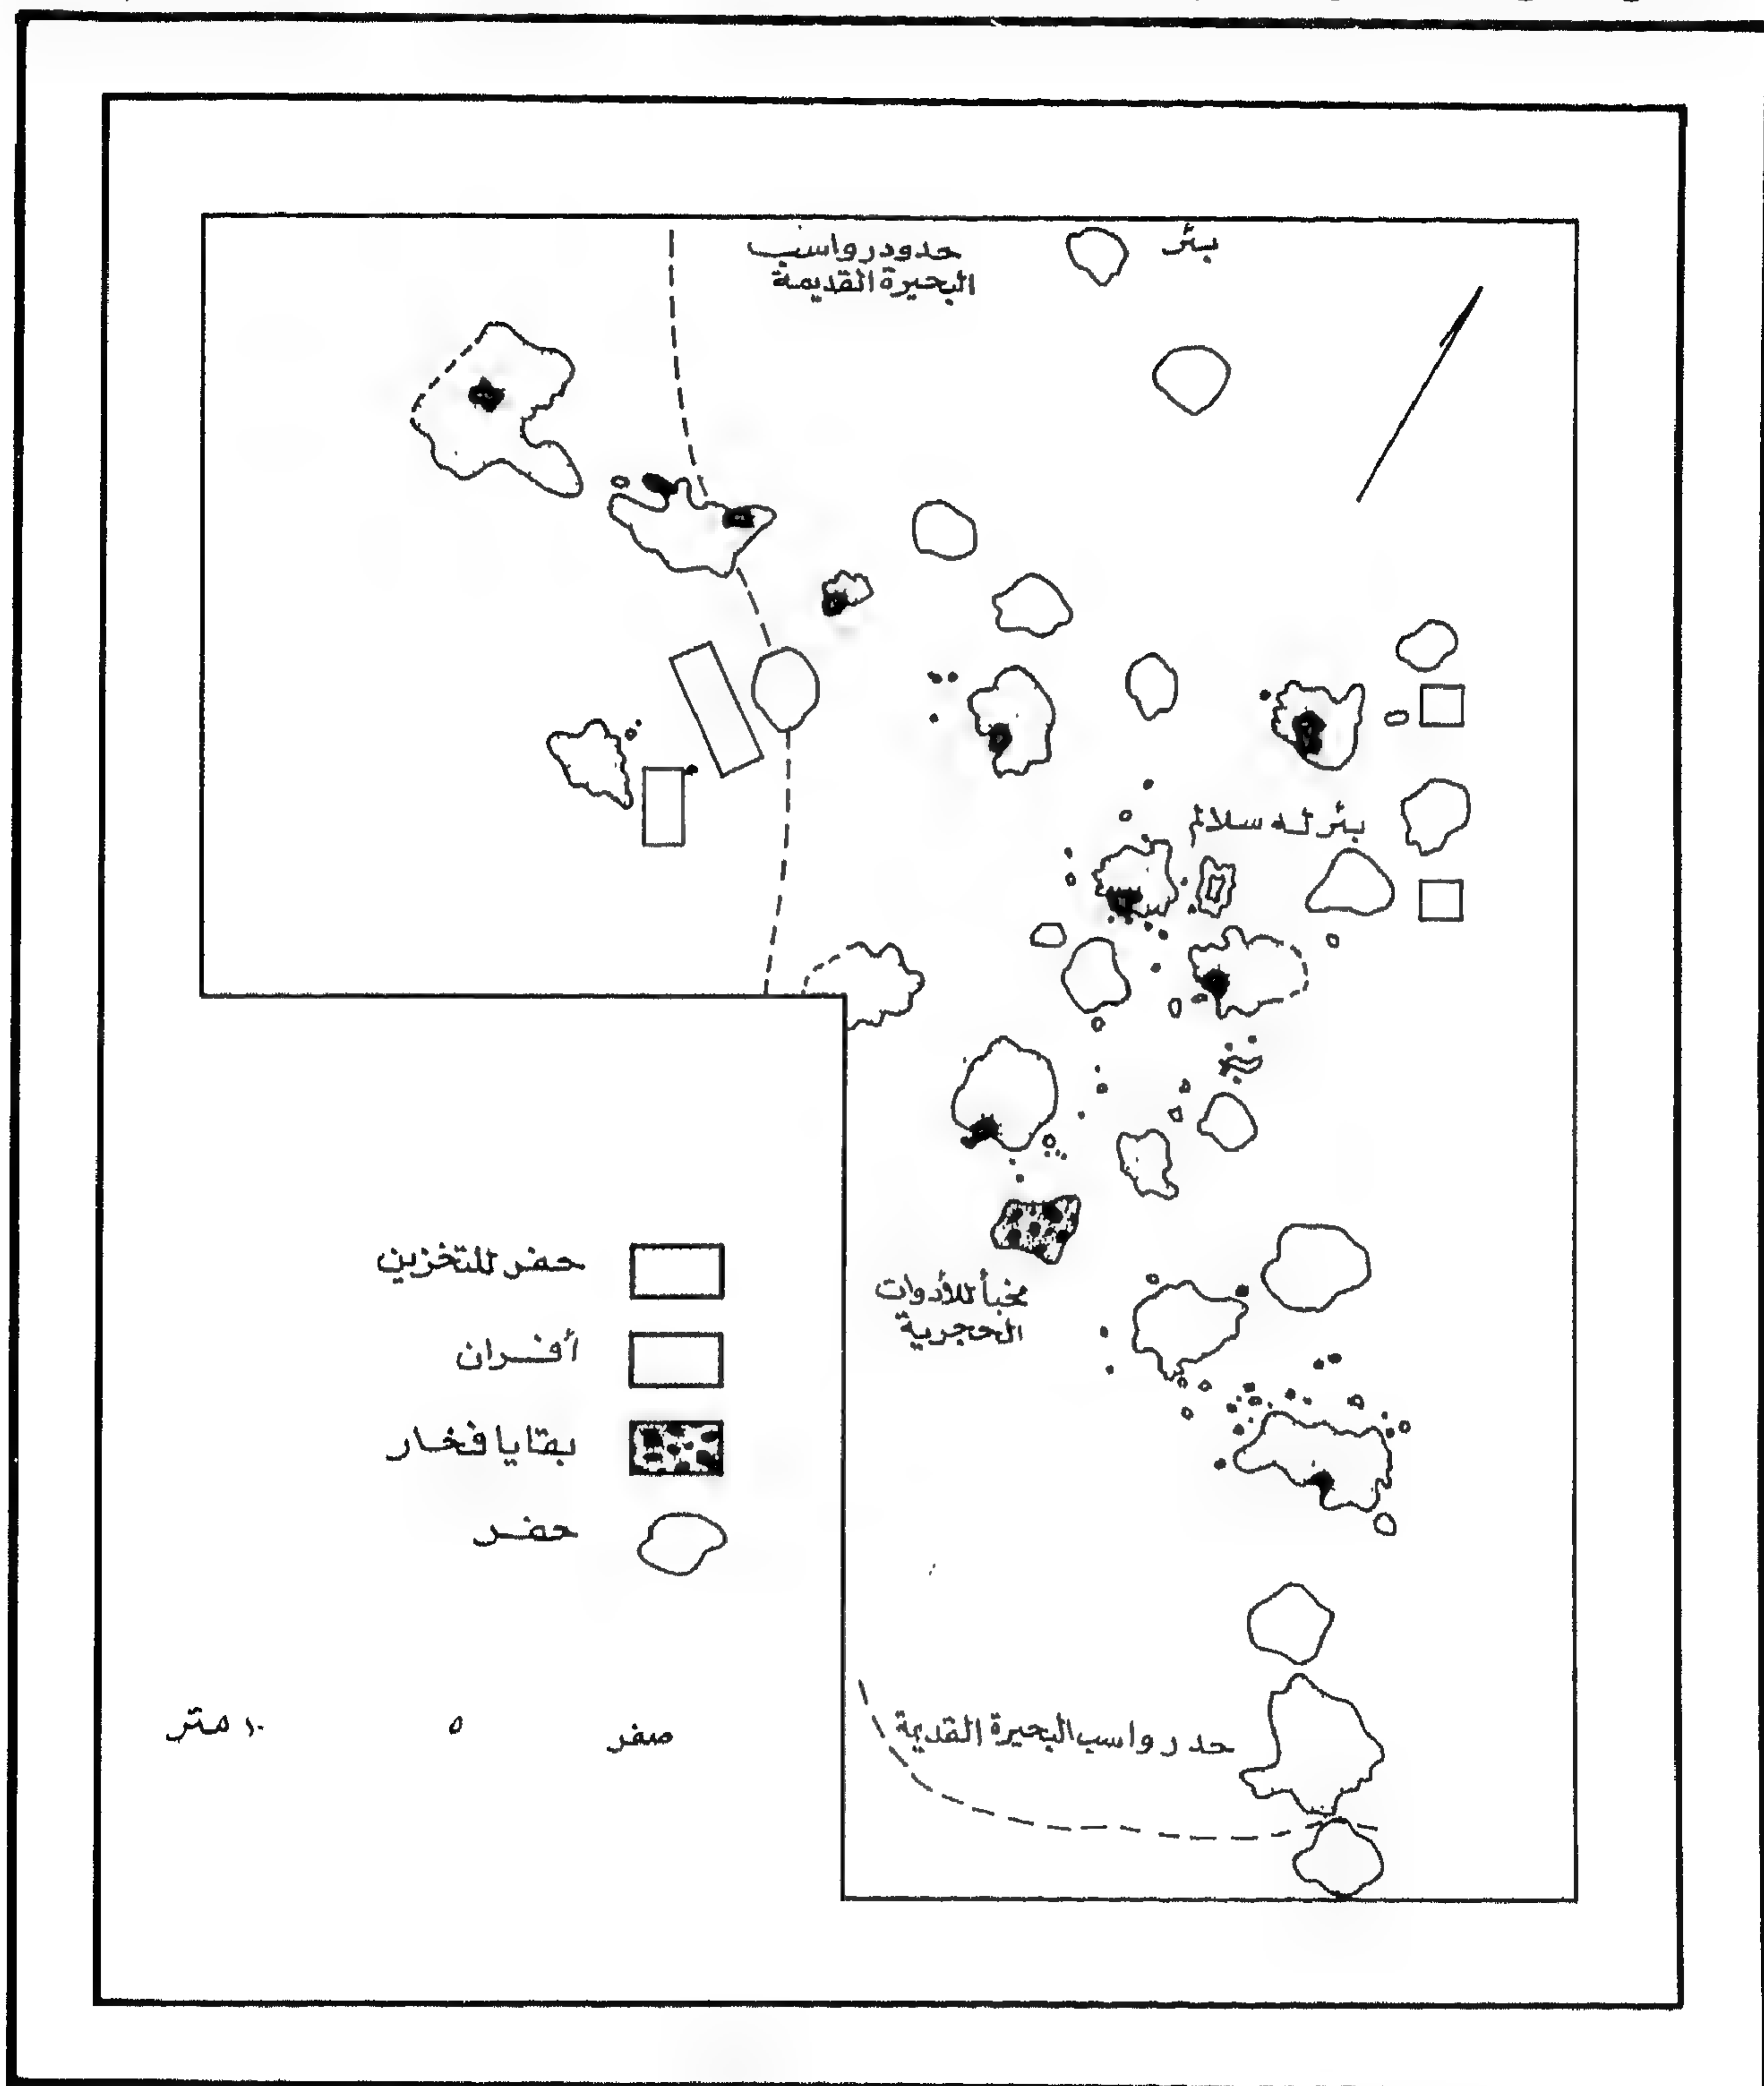 بئر
حدود رواسب
البحيرة القديمة
بئر له سلالم
مخبأ للأدوات
الحجرية
حفر للتخزين
أفران
بقايا فخار
حفر
حد رواسب البحيرة القديمة
صفر ٥ ١٠ متر